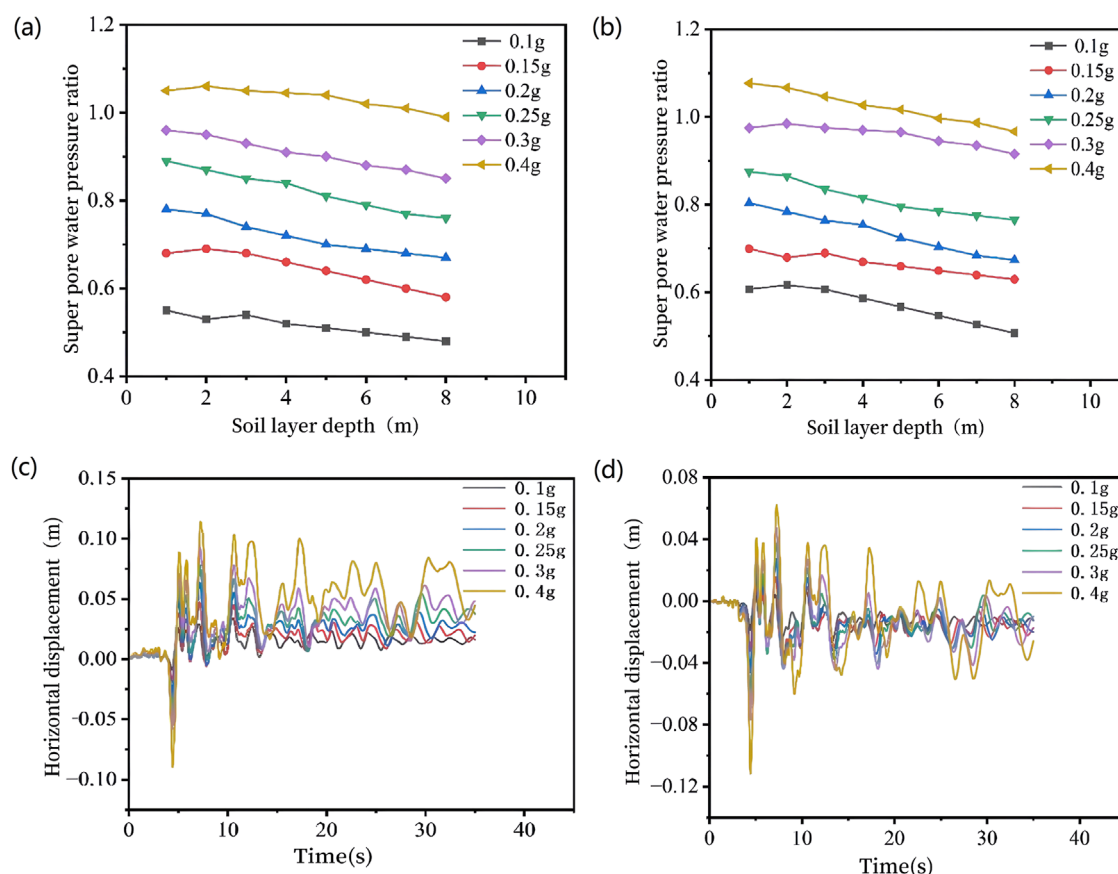 (a)
Super pore water pressure ratio
1.2
1.0
0.8
0.6
0.4
0.1g
0.15g
0.2g
0.25g
0.3g
0.4g
0
2
4
6
8
10
Soil layer depth（m)
(b)
Super pore water pressure ratio
1.2
1.0
0.8
0.6
0.4
0.1g
0.15g
0.2g
0.25g
0.3g
0.4g
0
2
4
6
8
10
Soil layer depth（m)
(c)
Horizontal displacement（m)
0.15
0.10
0.05
0.00
-0.05
−0.10
0.1g
0.15g
0.2g
0.25g
0.3g
0.4g
0
10
20
30
40
Time(s)
(d)
Horizontal displacement（m)
0.08
0.04
0.00
−0.04
−0.08
−0.12
0.1g
0.15g
0.2g
0.25g
0.3g
0.4g
0
10
20
30
40
Time(s)